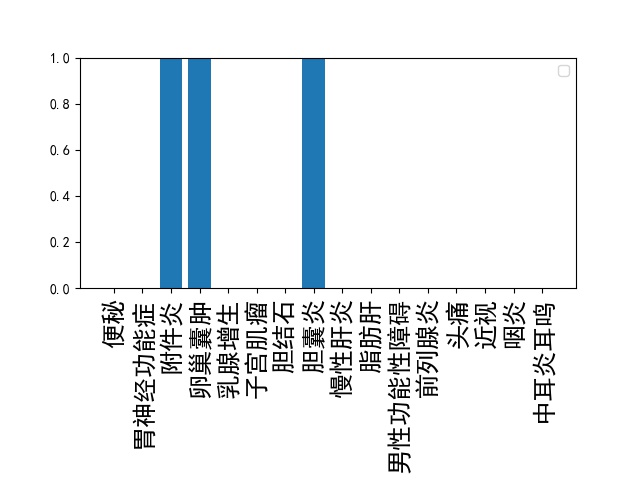 1.0
0.8
0.6
0.4
0.2
0.0
便秘
胃神经功能症
附件炎
卵巢囊肿
乳腺增生
子宫肌瘤
胆结石
胆囊炎
慢性肝炎
脂肪肝
男性功能性障碍
前列腺炎
头痛
近视
咽炎
中耳炎耳鸣